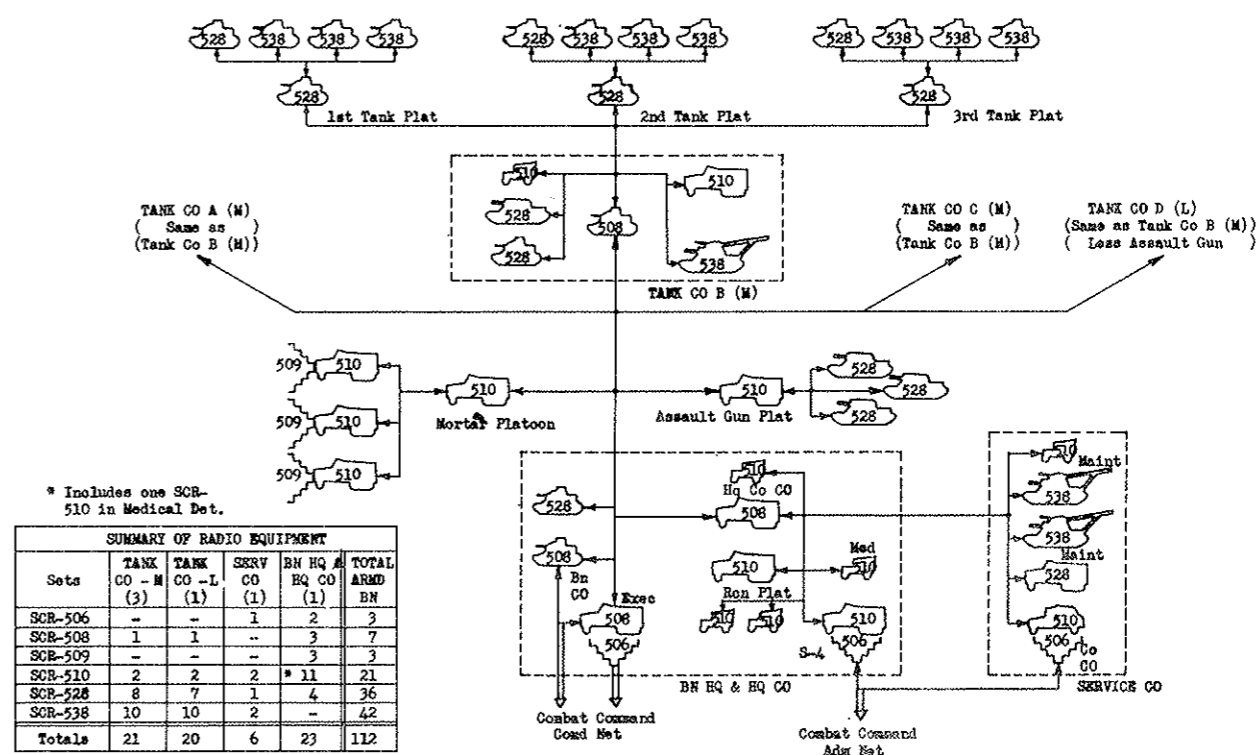 528 538 538 538
528 538 538 538
528 538 538 538
528
528
528
1st Tank Plat
2nd Tank Plat
3rd Tank Plat
510
510
528
508
528
538
TANK CO B (M)
TANK CO A (M)
( Same as )
(Tank Co B (M))
TANK CO C (M)
( Same as )
(Tank Co B (M))
TANK CO D (L)
(Same as Tank Co B (M))
( Less Assault Gun )
509 510
509 510
509 510
510
Mortar Platoon
510
Assault Gun Plat
528
528
528
528
508
Bn
CO
Exec
508
506
510
Hq Co CO
508
Med
510
510
Rcn Plat
510
510
510
506
S-4
BN HQ & HQ CO
510
Maint
538
538
Maint
528
510
506
Co
CO
SERVICE CO
Combat Command
Comd Net
Combat Command
Adm Net
* Includes one SCR-
510 in Medical Det.
SUMMARY OF RADIO EQUIPMENT
Sets TANK CO - M (3) TANK CO -L (1) SERV CO (1) BN HQ & HQ CO (1) TOTAL ARMD BN
SCR-506 - - 1 2 3
SCR-508 1 1 -- 3 7
SCR-509 - - - 3 3
SCR-510 2 2 2 * 11 21
SCR-528 8 7 1 4 36
SCR-538 10 10 2 - 42
Totals 21 20 6 23 112